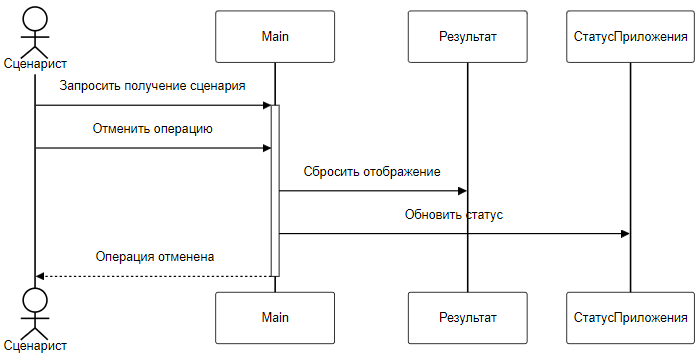 Main
Результат
СтатусПриложения
Сценарист
Запросить получение сценария
Отменить операцию
Сбросить отображение
Обновить статус
Операция отменена
Main
Результат
СтатусПриложения
Сценарист